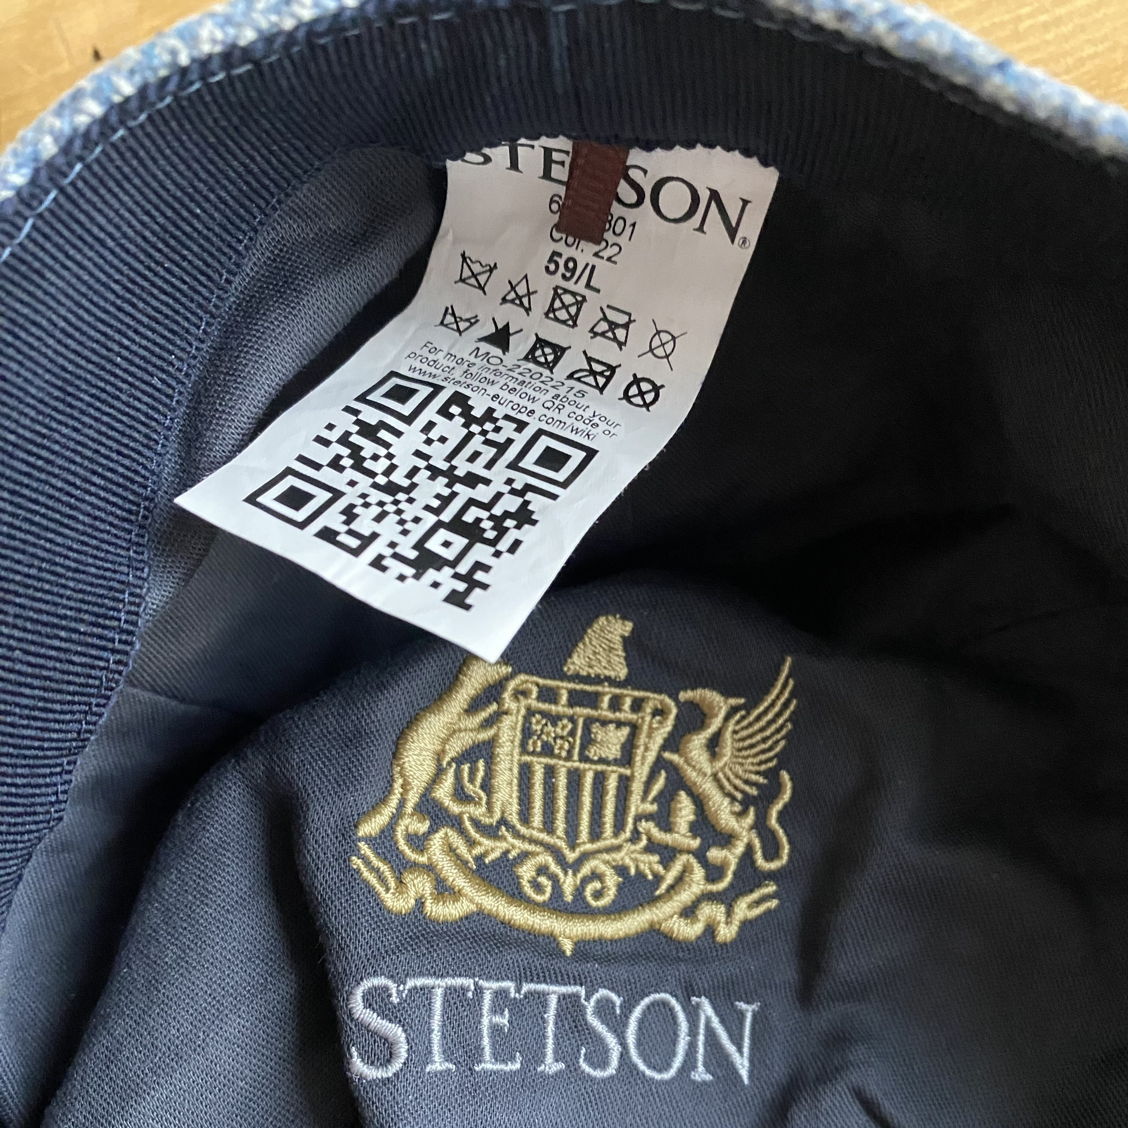 STETSON®
Col. 22
59/L
MO-2202215
For more information about your
product, follow below QR code or
www.stetson-europe.com/wiki
STETSON